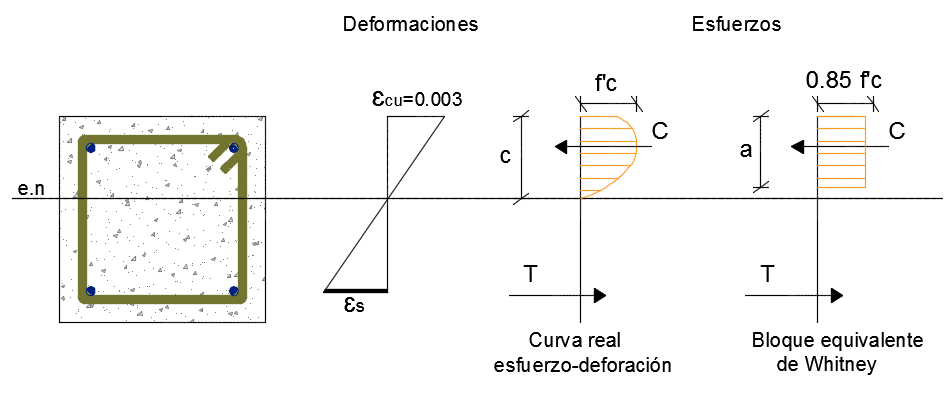 Deformaciones
Esfuerzos
εcu=0.003
f'c
0.85 f'c
c
C
a
C
e.n
T
T
εs
Curva real
esfuerzo-deforación
Bloque equivalente
de Whitney